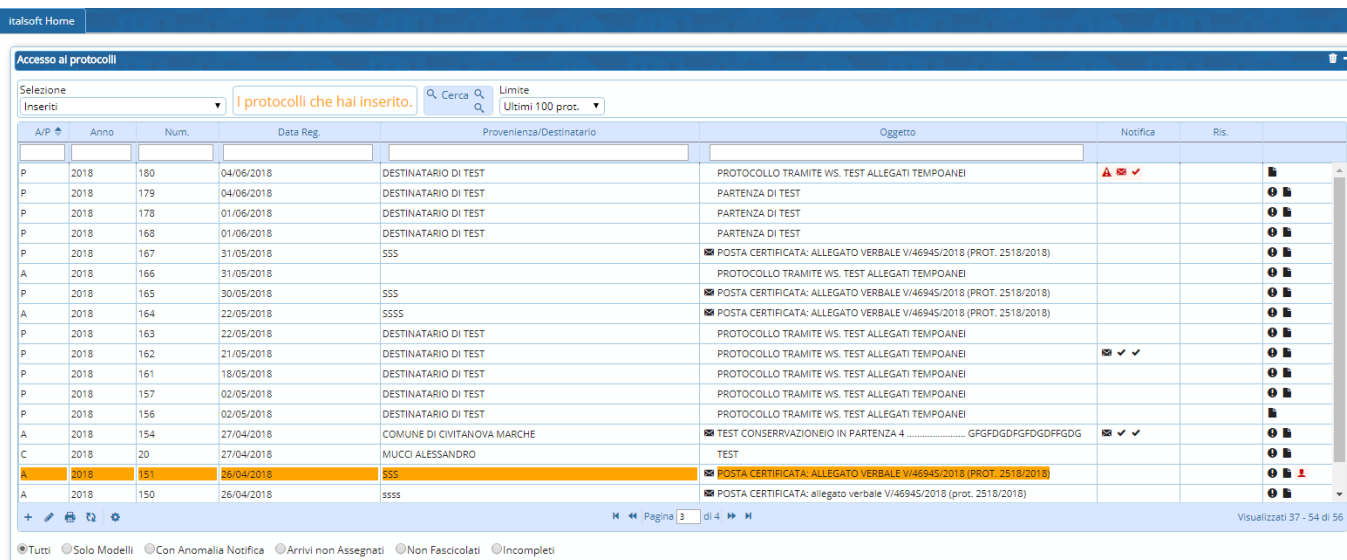 italsoft Home
Accesso ai protocolli
Selezione
Inseriti
I protocolli che hai inserito.
Cerca
Limite
Ultimi 100 prot.
A/P Anno Num. Data Reg. Provenienza/Destinatario Oggetto Notifica Ris.
P 2018 180 04/06/2018 DESTINATARIO DI TEST PROTOCOLLO TRAMITE WS. TEST ALLEGATI TEMPOANEI
P 2018 179 04/06/2018 DESTINATARIO DI TEST PARTENZA DI TEST
P 2018 178 01/06/2018 DESTINATARIO DI TEST PARTENZA DI TEST
P 2018 168 01/06/2018 DESTINATARIO DI TEST PARTENZA DI TEST
P 2018 167 31/05/2018 SSS POSTA CERTIFICATA: ALLEGATO VERBALE V/4694S/2018 (PROT. 2518/2018)
A 2018 166 31/05/2018 PROTOCOLLO TRAMITE WS. TEST ALLEGATI TEMPOANEI
P 2018 165 30/05/2018 SSS POSTA CERTIFICATA: ALLEGATO VERBALE V/4694S/2018 (PROT. 2518/2018)
A 2018 164 22/05/2018 SSSS POSTA CERTIFICATA: ALLEGATO VERBALE V/4694S/2018 (PROT. 2518/2018)
P 2018 163 22/05/2018 DESTINATARIO DI TEST PROTOCOLLO TRAMITE WS. TEST ALLEGATI TEMPOANEI
P 2018 162 21/05/2018 DESTINATARIO DI TEST PROTOCOLLO TRAMITE WS. TEST ALLEGATI TEMPOANEI
P 2018 161 18/05/2018 DESTINATARIO DI TEST PROTOCOLLO TRAMITE WS. TEST ALLEGATI TEMPOANEI
P 2018 157 02/05/2018 DESTINATARIO DI TEST PROTOCOLLO TRAMITE WS. TEST ALLEGATI TEMPOANEI
P 2018 156 02/05/2018 DESTINATARIO DI TEST PROTOCOLLO TRAMITE WS. TEST ALLEGATI TEMPOANEI
A 2018 154 27/04/2018 COMUNE DI CIVITANOVA MARCHE TEST CONSERRVAZIONEIO IN PARTENZA 4 ...................... GFGFDGDFGFDGDFFGDG
C 2018 20 27/04/2018 MUCCI ALESSANDRO TEST
A 2018 151 26/04/2018 SSS POSTA CERTIFICATA: ALLEGATO VERBALE V/4694S/2018 (PROT. 2518/2018)
A 2018 150 26/04/2018 ssss POSTA CERTIFICATA: allegato verbale V/4694S/2018 (prot. 2518/2018)
Pagina 3 di 4 Visualizzati 37 - 54 di 56
Tutti Solo Modelli Con Anomalia Notifica Arrivi non Assegnati Non Fascicolati Incompleti